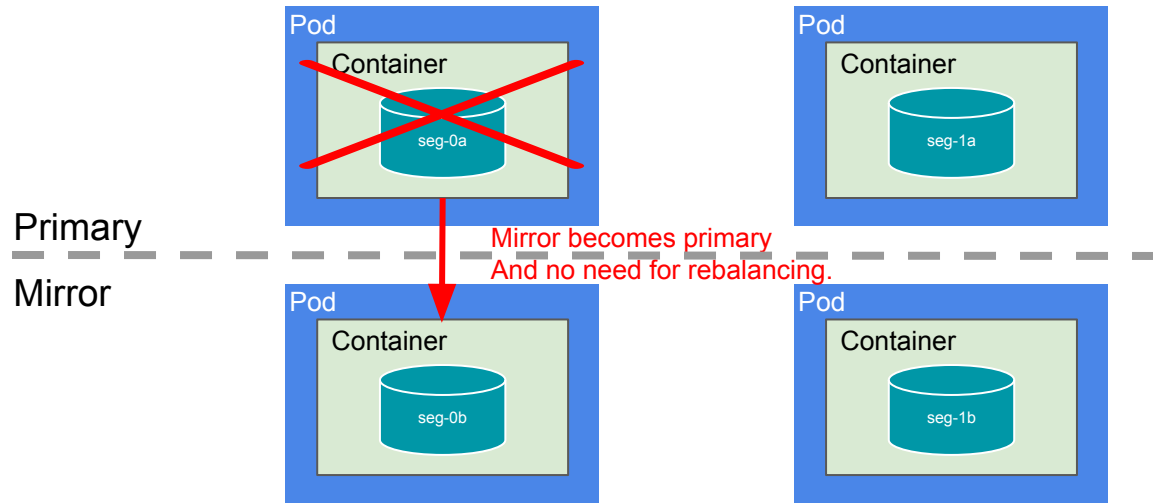 Pod
Container
seg-0a
Pod
Container
seg-1a
Primary
Mirror becomes primary
And no need for rebalancing.
Mirror
Pod
Container
seg-0b
Pod
Container
seg-1b